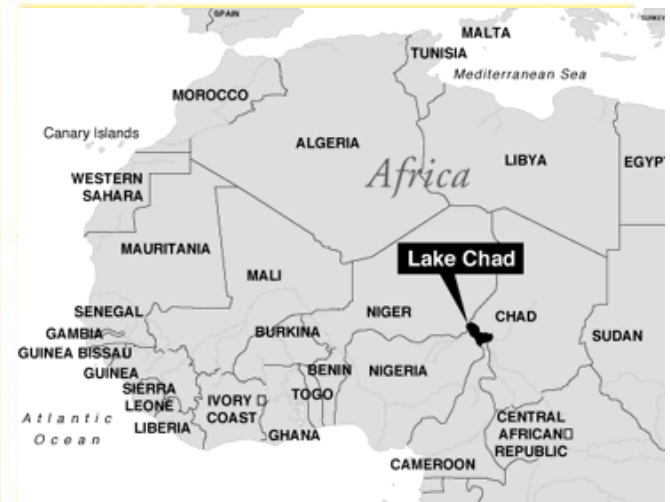 SPAIN
TURKEY
MALTA
TUNISIA
Mediterranean Sea
MOROCCO
Canary Islands
ALGERIA
LIBYA
EGYPT
Africa
WESTERN
SAHARA
MAURITANIA
MALI
Lake Chad
NIGER
CHAD
SUDAN
SENEGAL
GAMBIA
GUINEA BISSAU
GUINEA
BURKINA
BENIN
NIGERIA
SIERRA
LEONE
IVORY
COAST
TOGO
LIBERIA
GHANA
Atlantic
Ocean
CENTRAL
AFRICAN
REPUBLIC
CAMEROON